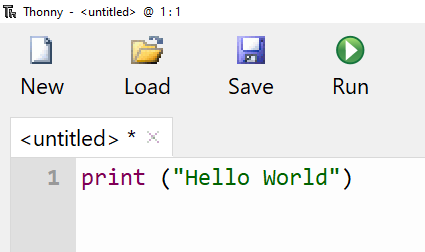 Thonny - <untitled> @ 1:1
New Load Save Run
<untitled> *
1 print ("Hello World")